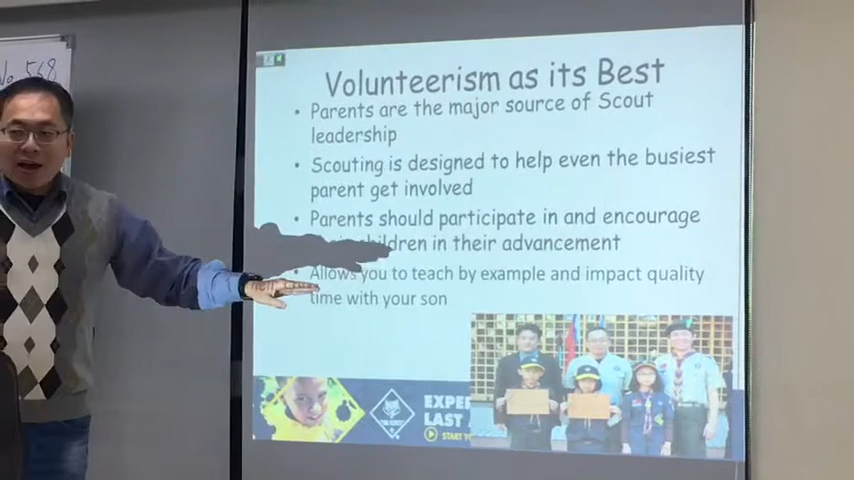 No 568
Volunteerism as its Best
• Parents are the major source of Scout
leadership
• Scouting is designed to help even the busiest
parent get involved
• Parents should participate in and encourage
children in their advancement
• Allows you to teach by example and impact quality
time with your son
EXPE
LAST
START